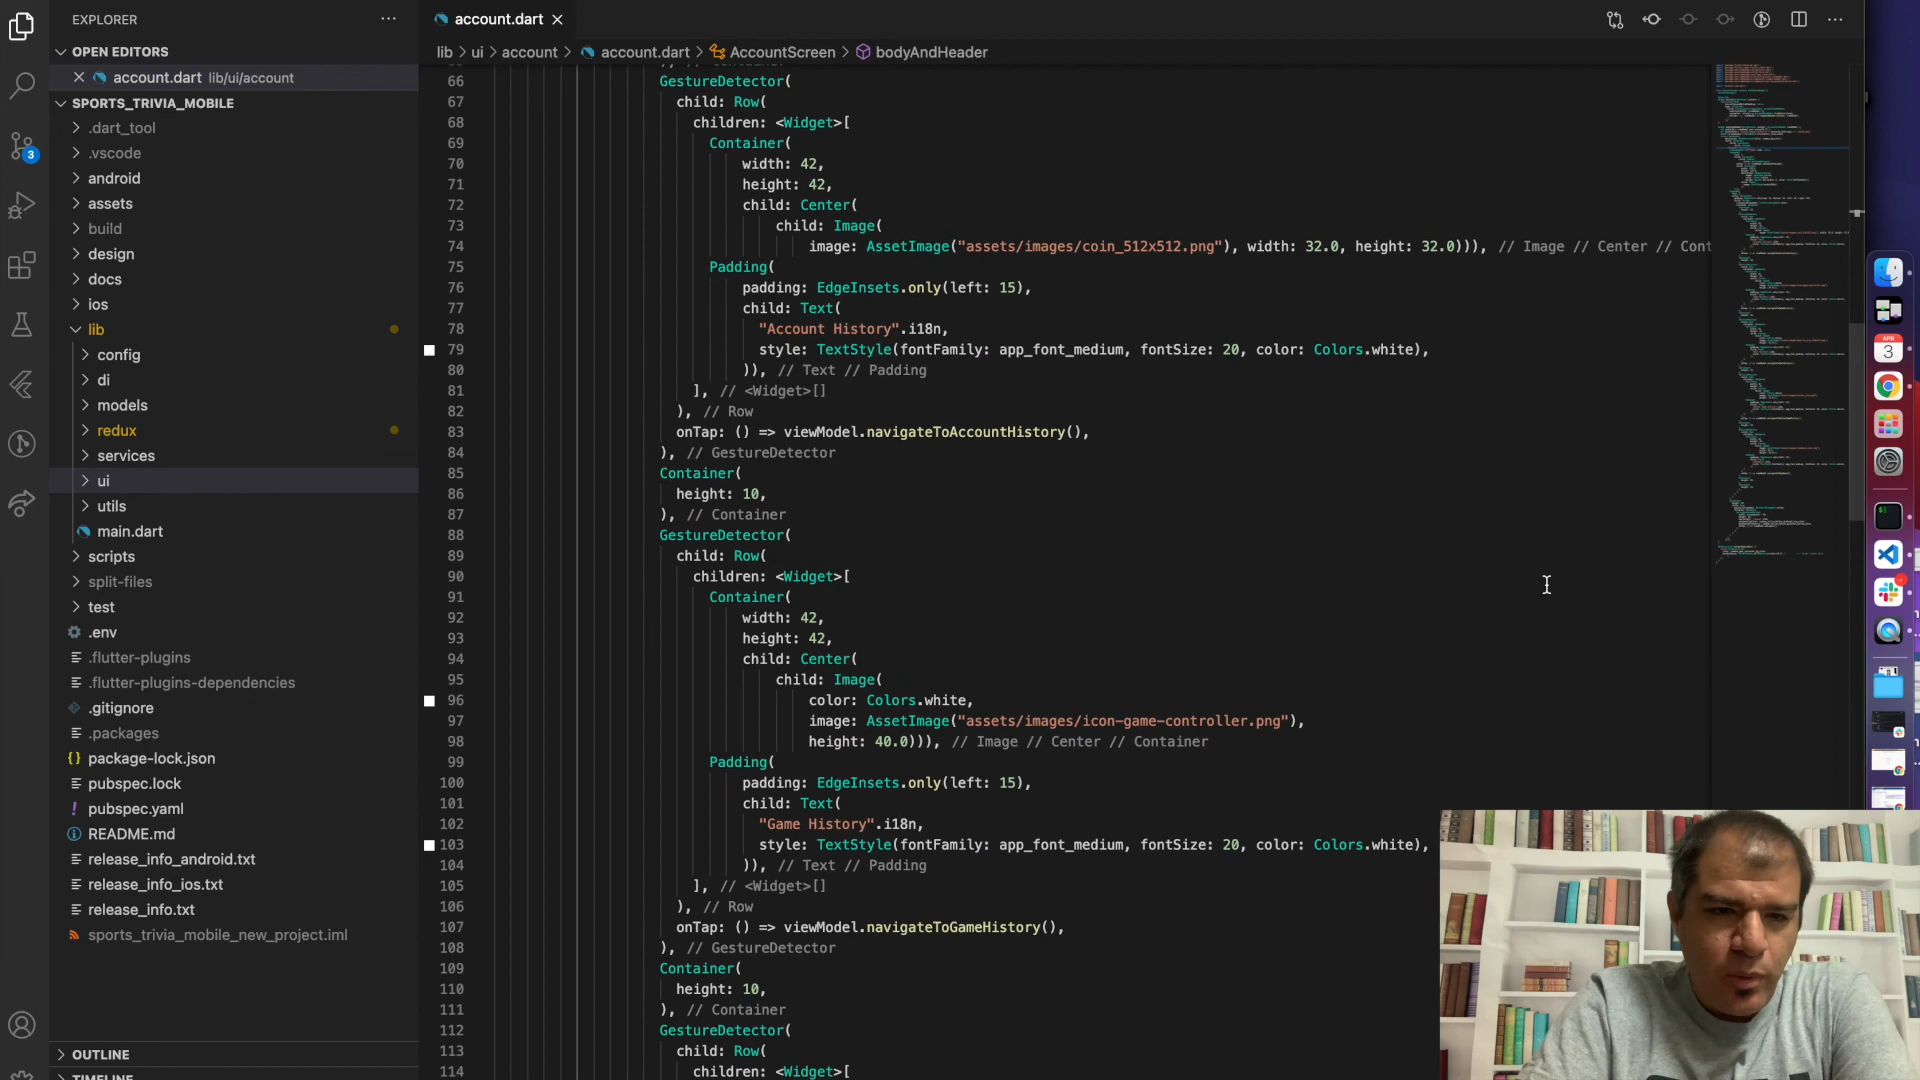 EXPLORER
account.dart
OPEN EDITORS
account.dart lib/ui/account
lib > ui > account > account.dart > AccountScreen > bodyAndHeader
SPORTS_TRIVIA_MOBILE
.dart_tool
.vscode
android
assets
build
design
docs
ios
lib
config
di
models
redux
services
ui
utils
main.dart
scripts
split-files
test
.env
.flutter-plugins
.flutter-plugins-dependencies
.gitignore
.packages
package-lock.json
pubspec.lock
pubspec.yaml
README.md
release_info_android.txt
release_info_ios.txt
release_info.txt
sports_trivia_mobile_new_project.iml
OUTLINE
TIMELINE
3
66 GestureDetector(
67 child: Row(
68 children: <Widget>[
69 Container(
70 width: 42,
71 height: 42,
72 child: Center(
73 child: Image(
74 image: AssetImage("assets/images/coin_512x512.png"), width: 32.0, height: 32.0))), // Image // Center // Cont
75 Padding(
76 padding: EdgeInsets.only(left: 15),
77 child: Text(
78 "Account History".i18n,
79 style: TextStyle(fontFamily: app_font_medium, fontSize: 20, color: Colors.white),
80 )), // Text // Padding
81 ], // <Widget>[]
82 ), // Row
83 onTap: () => viewModel.navigateToAccountHistory(),
84 ), // GestureDetector
85 Container(
86 height: 10,
87 ), // Container
88 GestureDetector(
89 child: Row(
90 children: <Widget>[
91 Container(
92 width: 42,
93 height: 42,
94 child: Center(
95 child: Image(
96 color: Colors.white,
97 image: AssetImage("assets/images/icon-game-controller.png"),
98 height: 40.0))), // Image // Center // Container
99 Padding(
100 padding: EdgeInsets.only(left: 15),
101 child: Text(
102 "Game History".i18n,
103 style: TextStyle(fontFamily: app_font_medium, fontSize: 20, color: Colors.white),
104 )), // Text // Padding
105 ], // <Widget>[]
106 ), // Row
107 onTap: () => viewModel.navigateToGameHistory(),
108 ), // GestureDetector
109 Container(
110 height: 10,
111 ), // Container
112 GestureDetector(
113 child: Row(
114 children: <Widget>[
APR
3